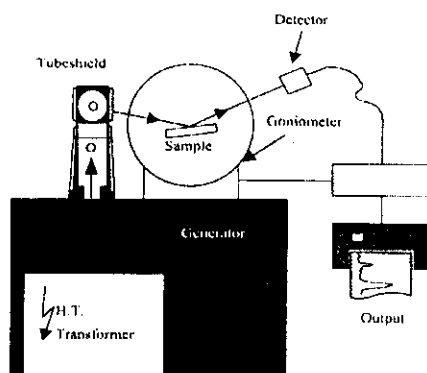 Detector
Tubeshield
Goniometer
Sample
Generator
H.T.
Transformer
Output